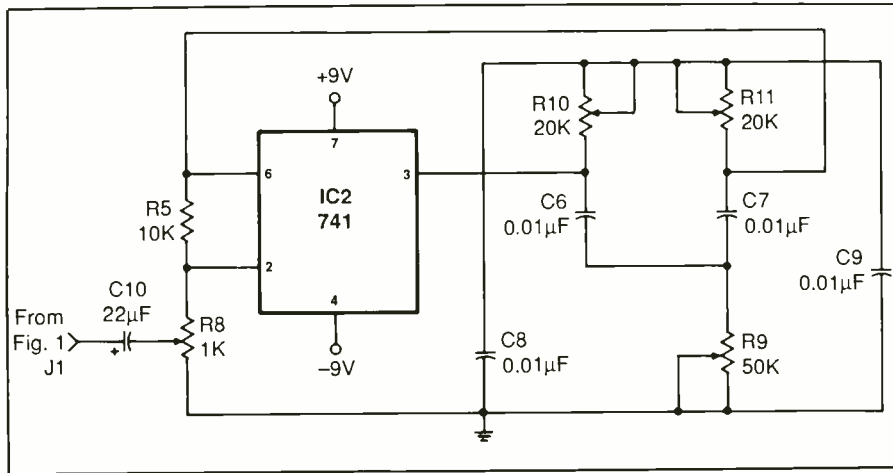 +9V
7
6
3
IC2
741
2
4
–9V
R5
10K
C10
22µF
+
From
Fig. 1
J1
R8
1K
R10
20K
R11
20K
C6
0.01µF
C7
0.01µF
C9
0.01µF
C8
0.01µF
R9
50K